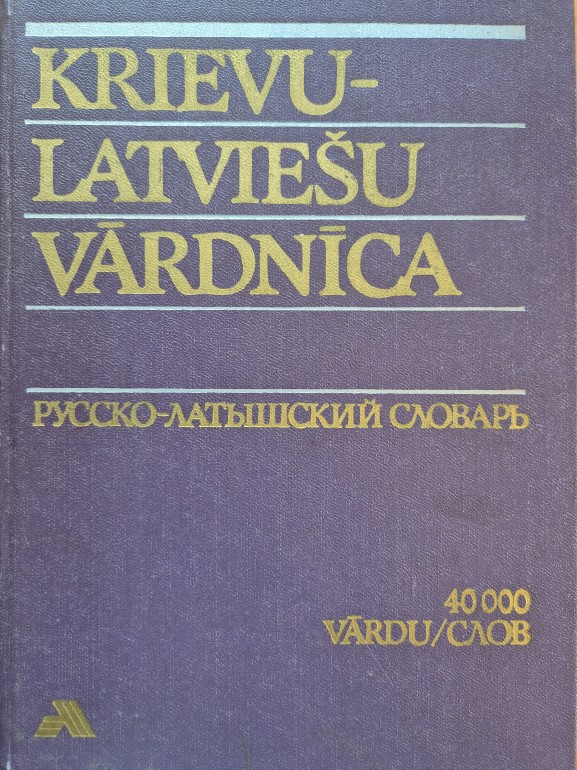 KRIEVU-
LATVIEŠU
VĀRDNĪCA
РУССКО-ЛАТЫШСКИЙ СЛОВАРЬ
40 000
VĀRDU/СЛОВ